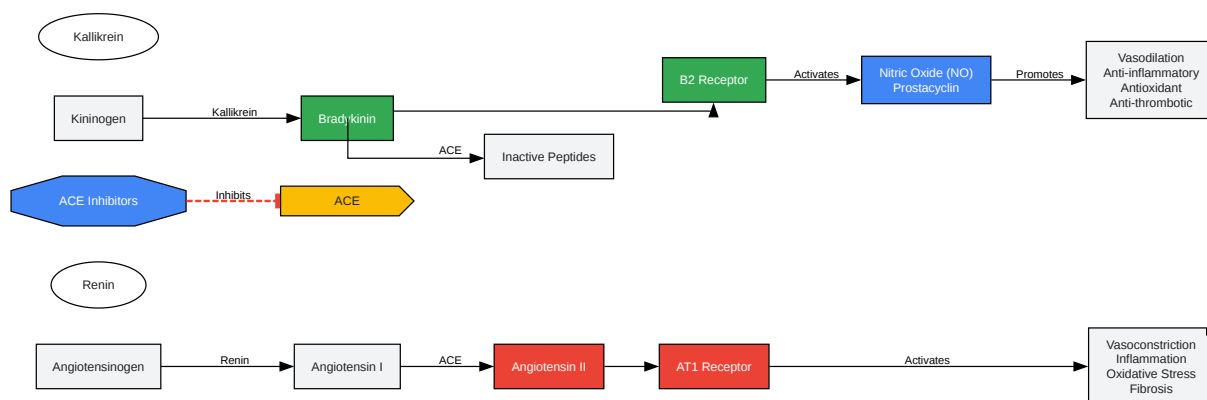 Kallikrein
B2 Receptor
Activates
Nitric Oxide (NO)
Prostacyclin
Promotes
Vasodilation
Anti-inflammatory
Antioxidant
Anti-thrombotic
Kininogen
Kallikrein
Bradykinin
ACE
Inactive Peptides
ACE Inhibitors
Inhibits
ACE
Renin
Angiotensinogen
Renin
Angiotensin I
ACE
Angiotensin II
AT1 Receptor
Activates
Vasoconstriction
Inflammation
Oxidative Stress
Fibrosis